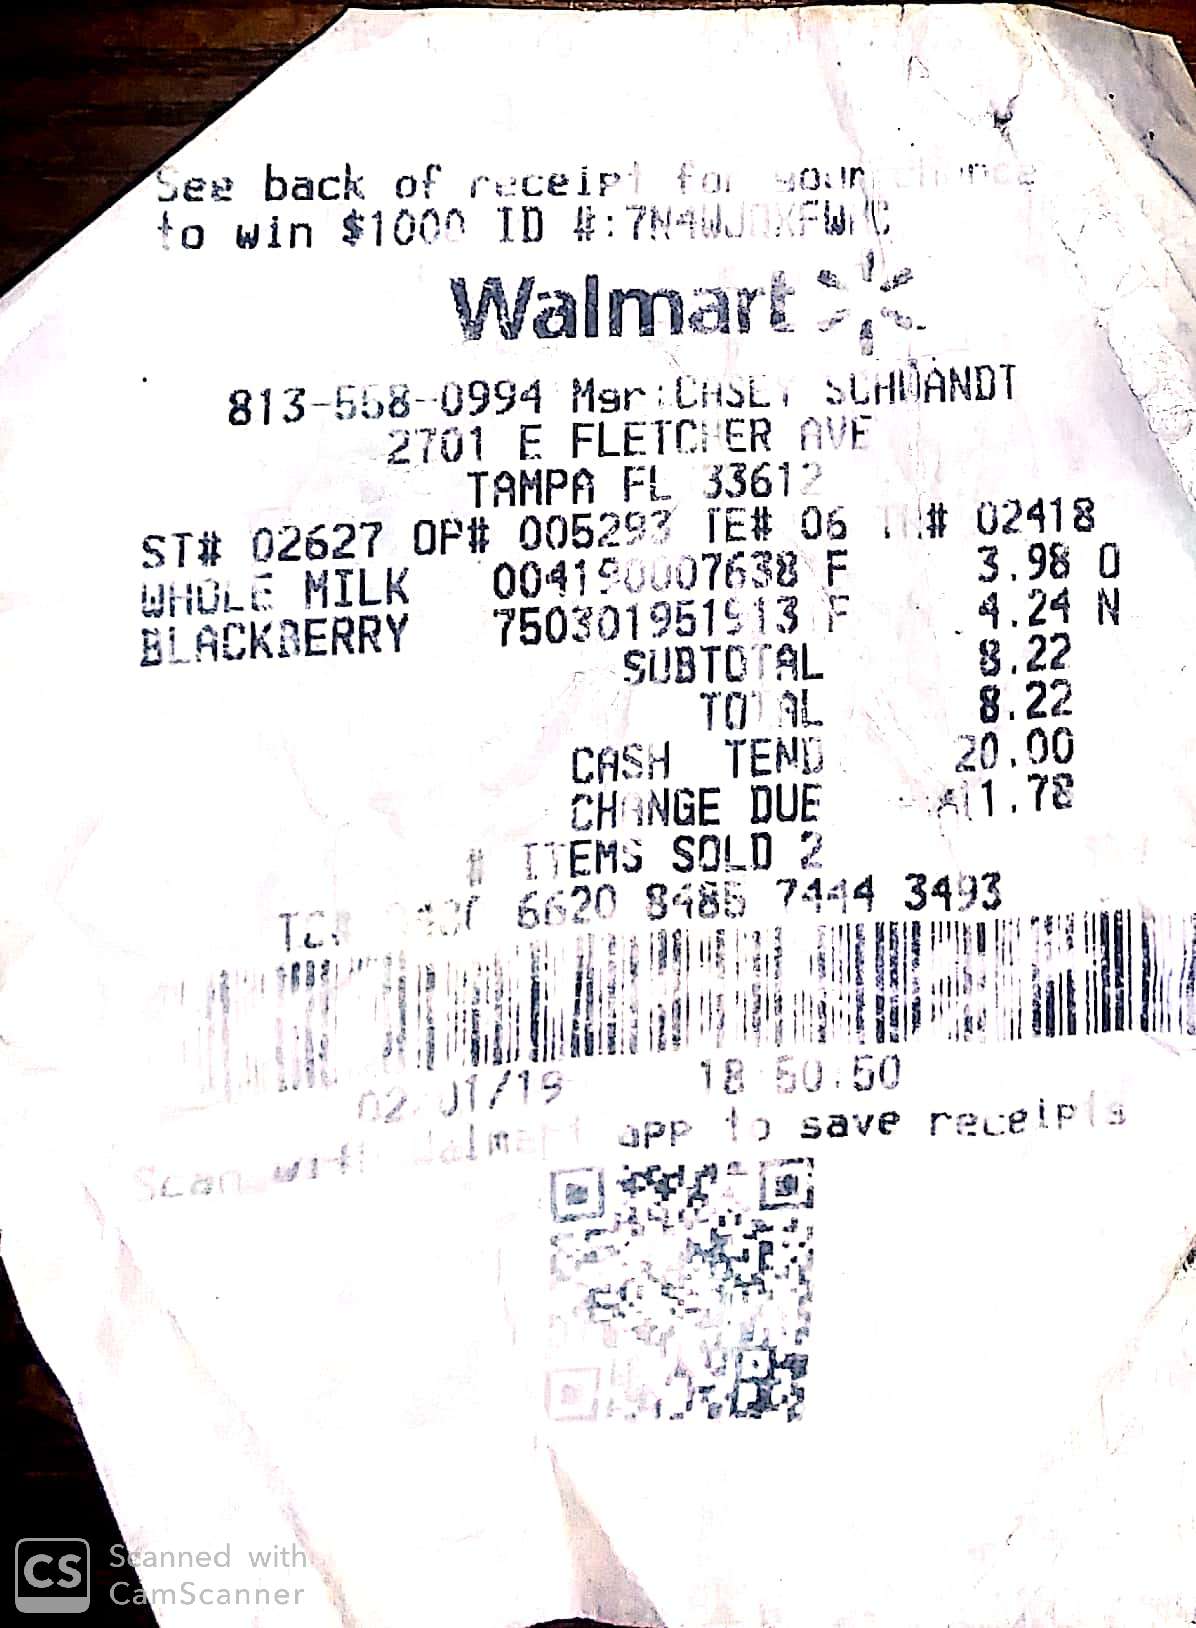 See back of receipt for your chance
to win $1000 ID #:
Walmart
813-558-0994 Mgr:CASEY SCHWANDT
2701 E FLETCHER AVE
TAMPA FL 33612
ST# 02627 OP# 005293 TE# 06 TR# 02418
WHOLE MILK 004190007638 F 3.98 O
BLACKBERRY 750301951913 F 4.24 N
SUBTOTAL 8.22
TOTAL 8.22
CASH TEND 20.00
CHANGE DUE 11.78
# ITEMS SOLD 2
TC# 6620 8485 7444 3493
02/01/19 18:50:50
Scan with Walmart app to save receipts
CS Scanned with
CamScanner